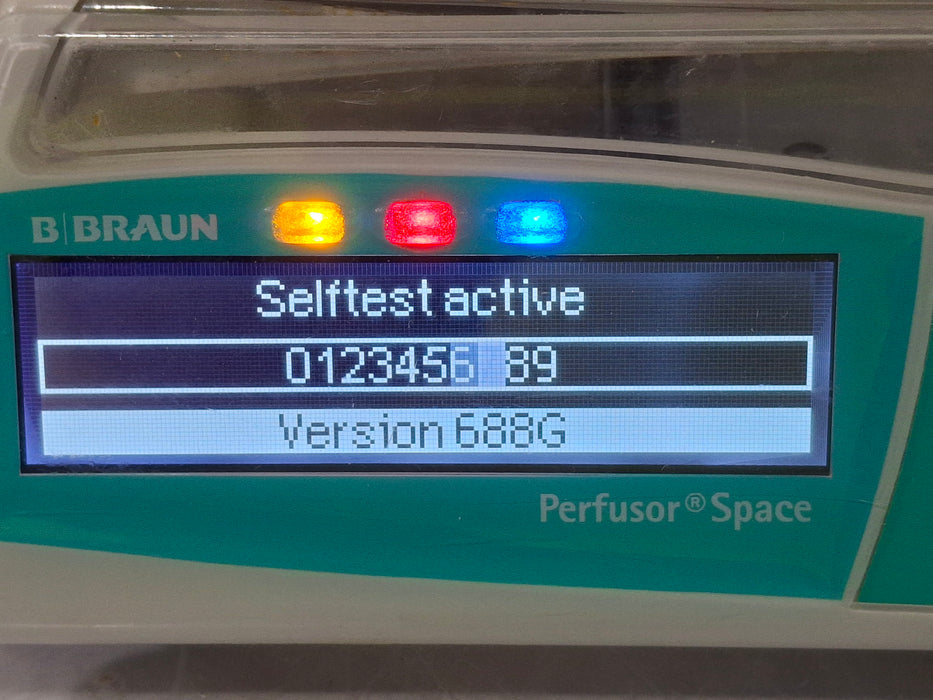 B|BRAUN
Selftest active
0123456 89
Version 688G
Perfusor® Space